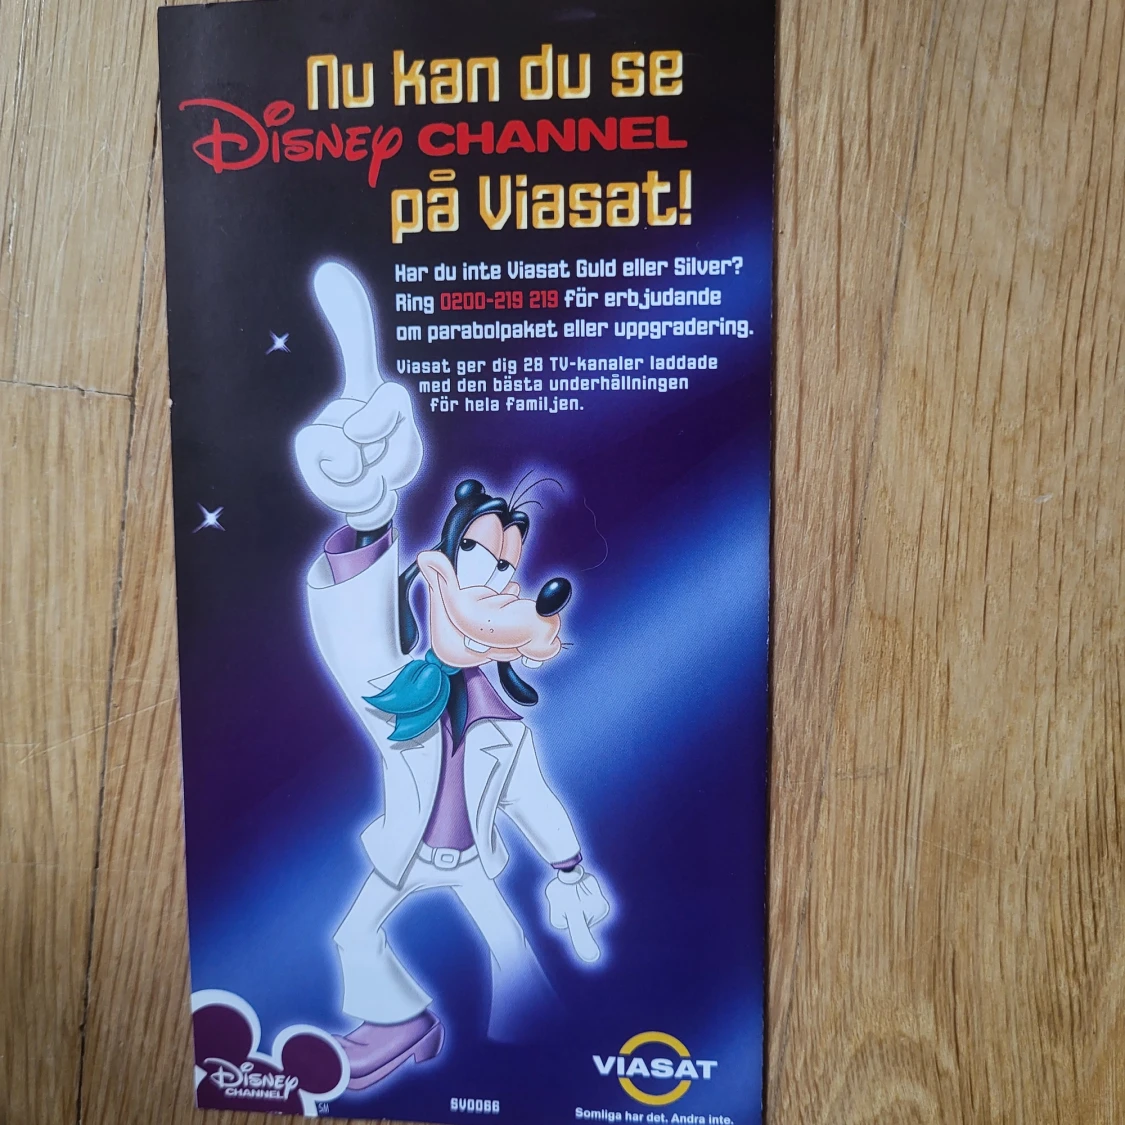 Nu kan du se
Disney CHANNEL
på Viasat!
Har du inte Viasat Guld eller Silver?
Ring 0200-219 219 för erbjudande
om parabolpaket eller uppgradering.
Viasat ger dig 28 TV-kanaler laddade
med den bästa underhållningen
för hela familjen.
Disney
CHANNEL
SM
SV0066
VIASAT
Somliga har det. Andra inte.